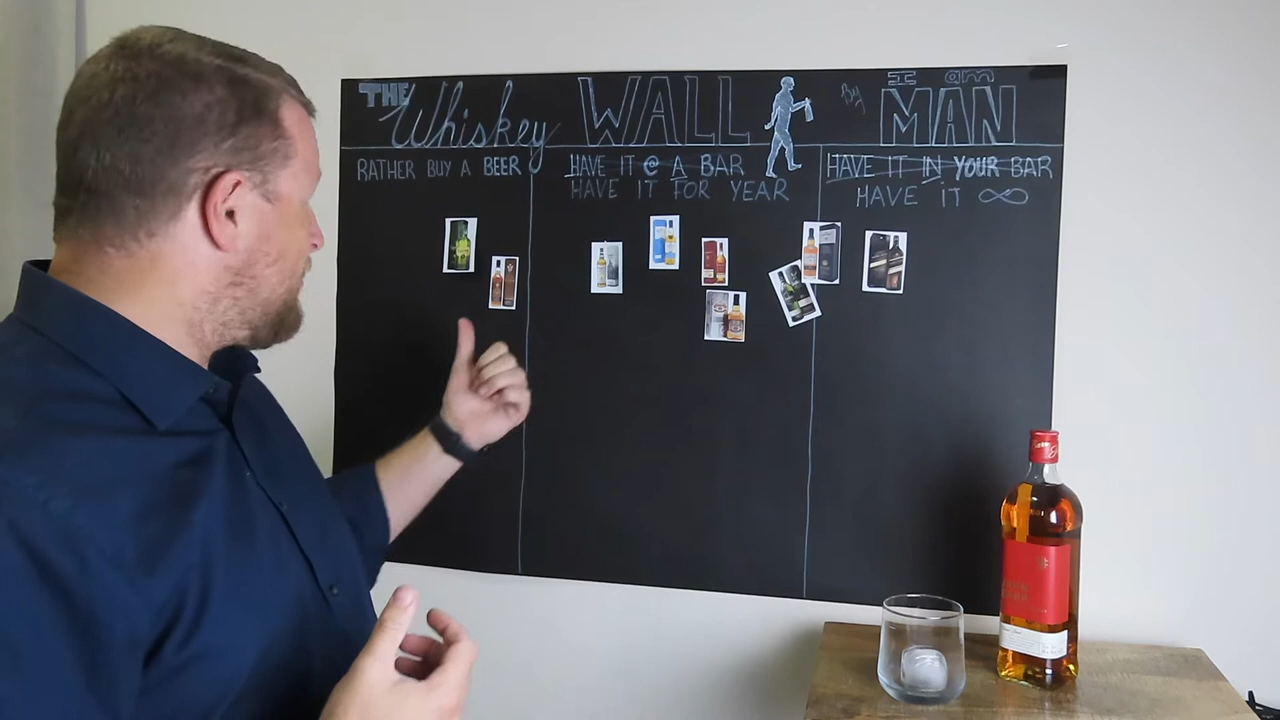 THE Whiskey WALL By I am MAN
RATHER BUY A BEER
HAVE IT @ A BAR
HAVE IT FOR YEAR
HAVE IT IN YOUR BAR
HAVE iT ∞